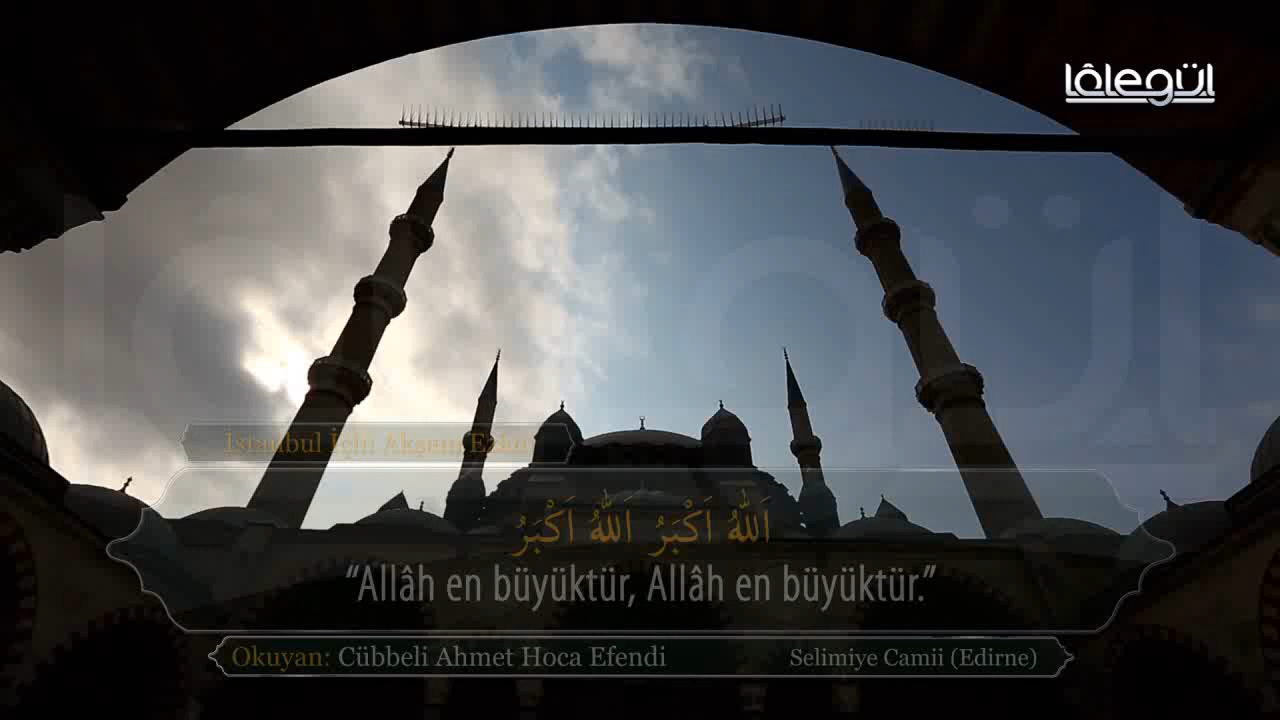 lâlegül
İstanbul İçin Akşam Ezânı
اَللّٰهُ اَكْبَرُ اَللّٰهُ اَكْبَرُ
“Allâh en büyüktür, Allâh en büyüktür.”
Okuyan: Cübbeli Ahmet Hoca Efendi Selimiye Camii (Edirne)